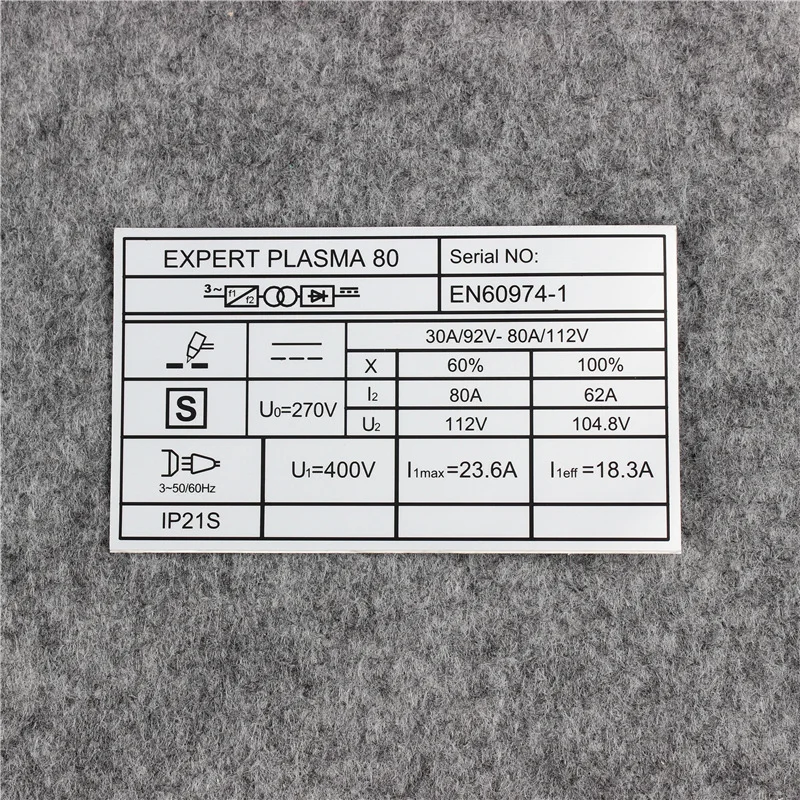 EXPERT PLASMA 80
Serial NO:
3~ f1 f2
EN60974-1
30A/92V- 80A/112V
X 60% 100%
S U0=270V
I2 80A 62A
U2 112V 104.8V
3~50/60Hz
U1=400V I1max=23.6A I1eff=18.3A
IP21S